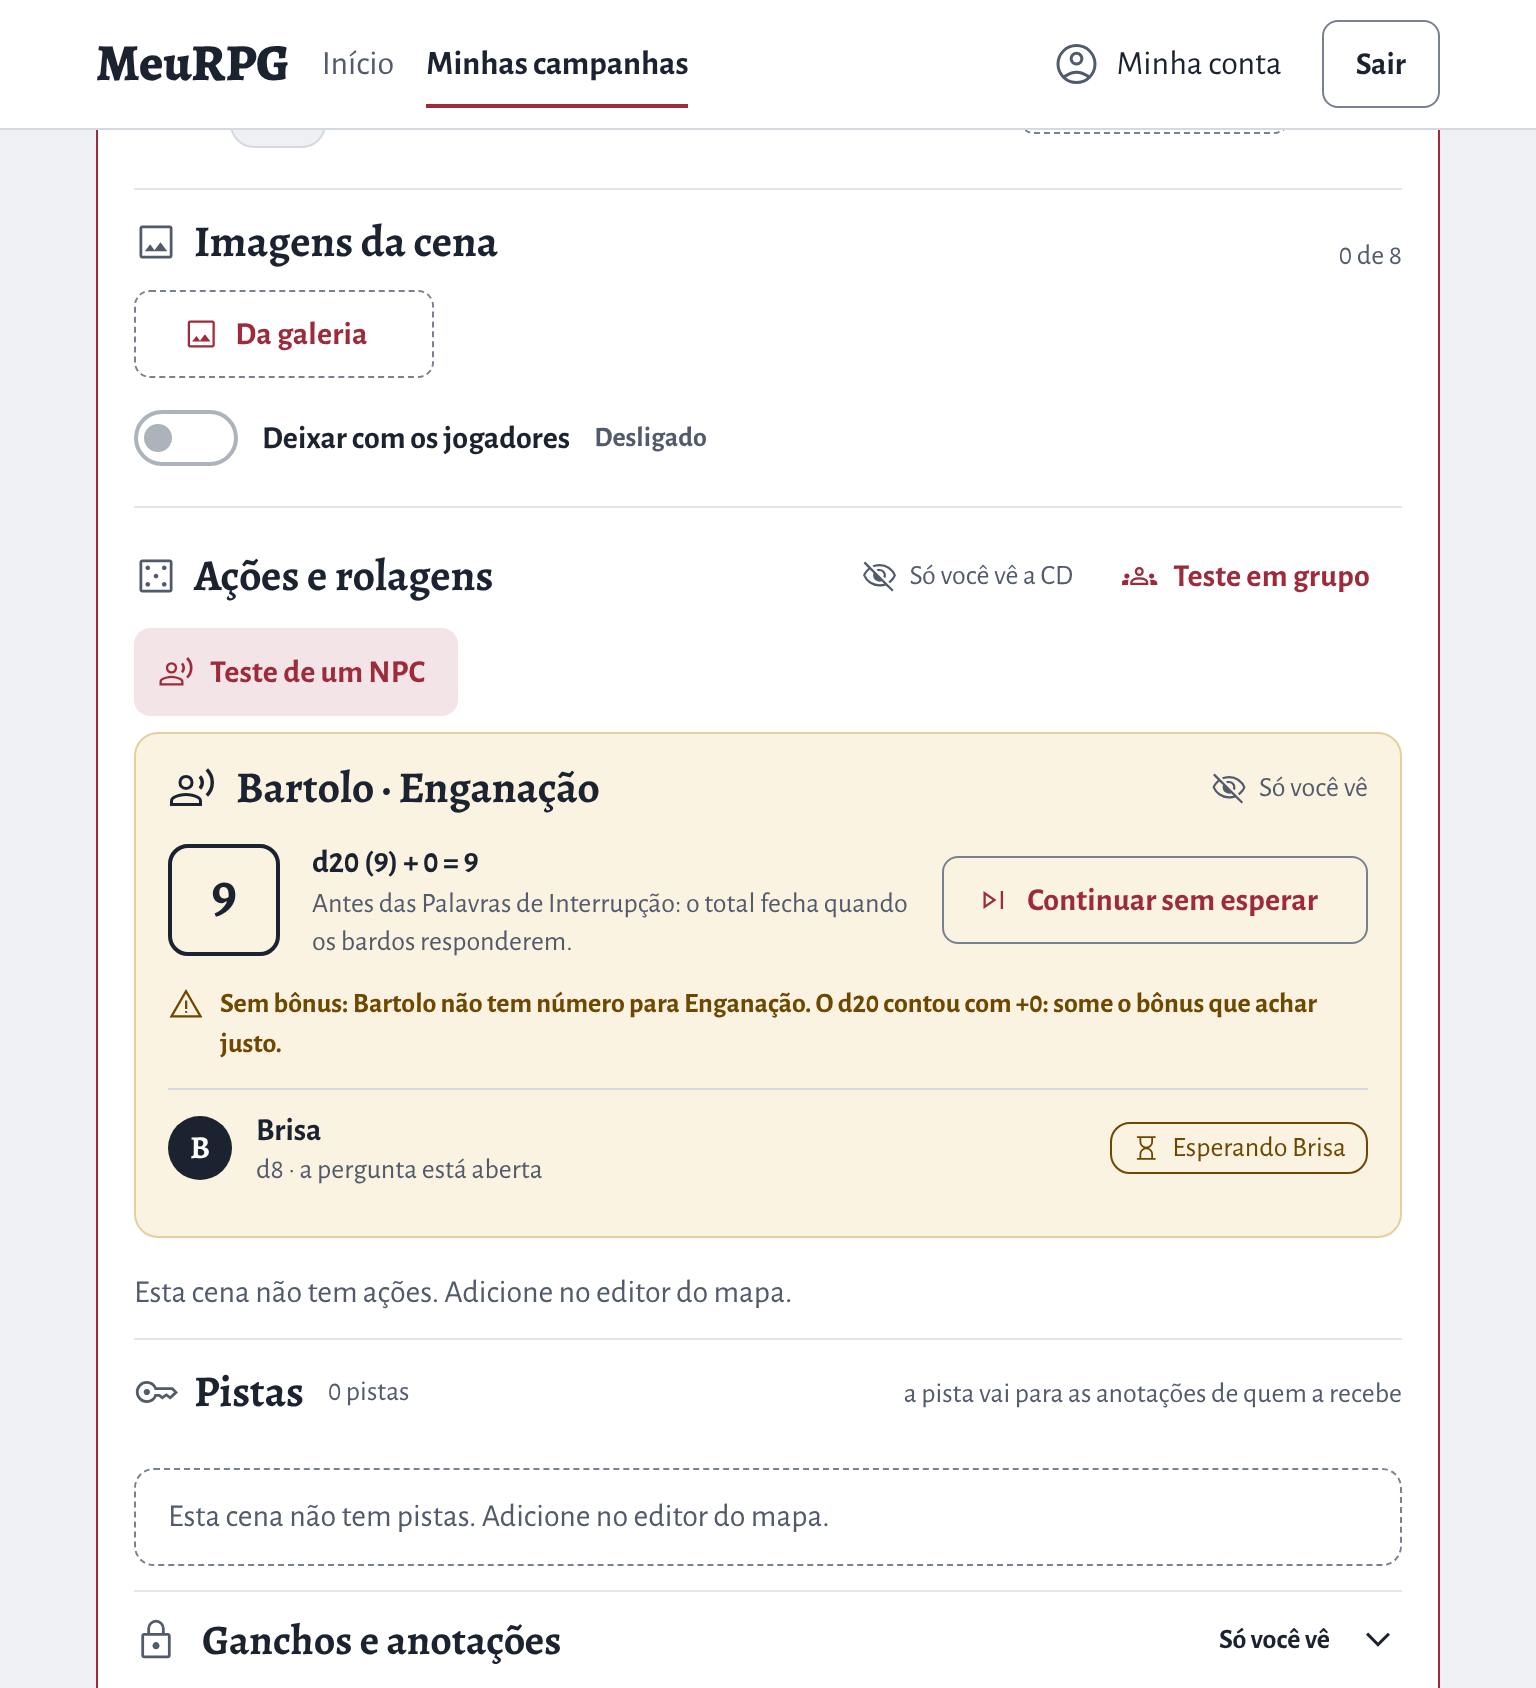 MeuRPG Início Minhas campanhas Minha conta Sair
Imagens da cena
0 de 8
Da galeria
Deixar com os jogadores Desligado
Ações e rolagens Só você vê a CD Teste em grupo
Teste de um NPC
Bartolo · Enganação Só você vê
9
d20 (9) + 0 = 9
Antes das Palavras de Interrupção: o total fecha quando
os bardos responderem.
Continuar sem esperar
Sem bônus: Bartolo não tem número para Enganação. O d20 contou com +0: some o bônus que achar
justo.
B
Brisa
d8 · a pergunta está aberta
Esperando Brisa
Esta cena não tem ações. Adicione no editor do mapa.
Pistas 0 pistas a pista vai para as anotações de quem a recebe
Esta cena não tem pistas. Adicione no editor do mapa.
Ganchos e anotações Só você vê